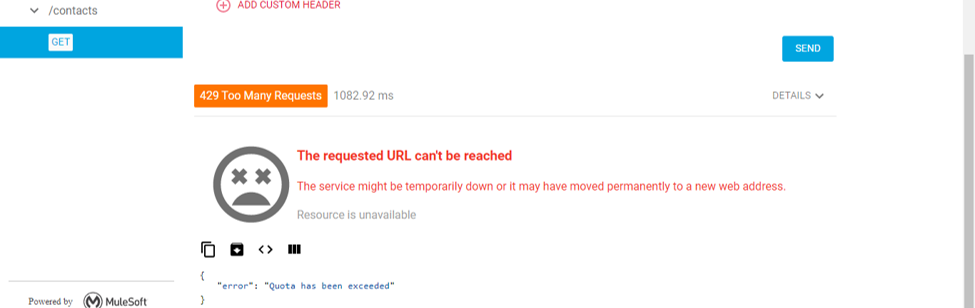 /contacts
ADD CUSTOM HEADER
GET
SEND
429 Too Many Requests 1082.92 ms
DETAILS
The requested URL can't be reached
The service might be temporarily down or it may have moved permanently to a new web address.
Resource is unavailable
{
"error": "Quota has been exceeded"
}
Powered by MuleSoft